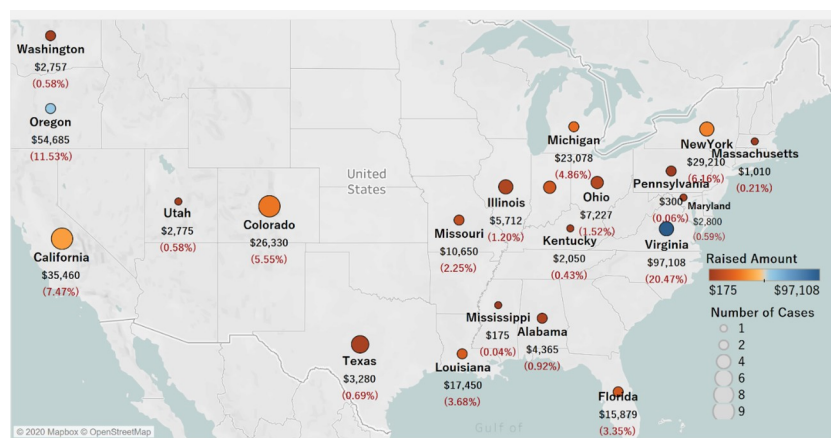 Washington
$2,757
(0.58%)
Oregon
$54,685
(11.53%)
California
$35,460
(7.47%)
Utah
$2,775
(0.58%)
Colorado
$26,330
(5.55%)
United
States
Texas
$3,280
(0.69%)
Missouri
$10,650
(2.25%)
Illinois
$5,712
(1.20%)
Michigan
$23,078
(4.86%)
Ohio
$7,227
(1.52%)
Kentucky
$2,050
(0.43%)
Mississippi
$175
(0.04%)
Alabama
$4,365
(0.92%)
Louisiana
$17,450
(3.68%)
Florida
$15,879
(3.35%)
Gulf of
NewYork
$29,210
(6.16%)
Massachusetts
$1,010
(0.21%)
Pennsylvania
$300
(0.06%)
Maryland
$2,800
(0.59%)
Virginia
$97,108
(20.47%)
Raised Amount
$175 $97,108
Number of Cases
1
2
4
6
8
9
© 2020 Mapbox © OpenStreetMap